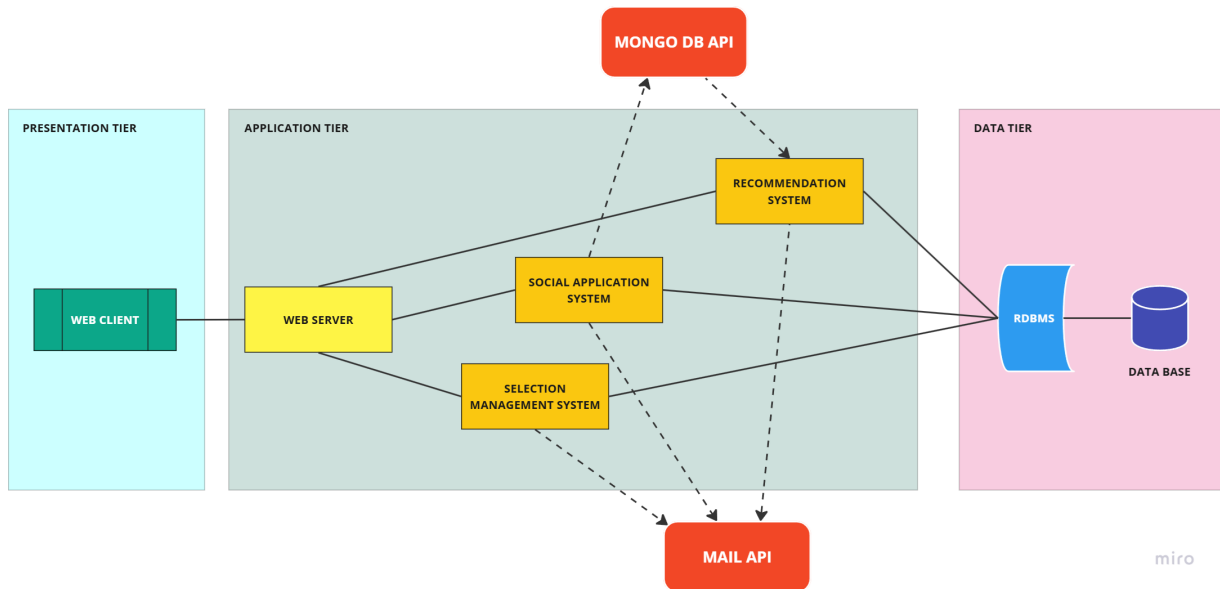 MONGO DB API
PRESENTATION TIER
APPLICATION TIER
DATA TIER
RECOMMENDATION
SYSTEM
SOCIAL APPLICATION
SYSTEM
WEB CLIENT
WEB SERVER
RDBMS
DATA BASE
SELECTION
MANAGEMENT SYSTEM
MAIL API
miro